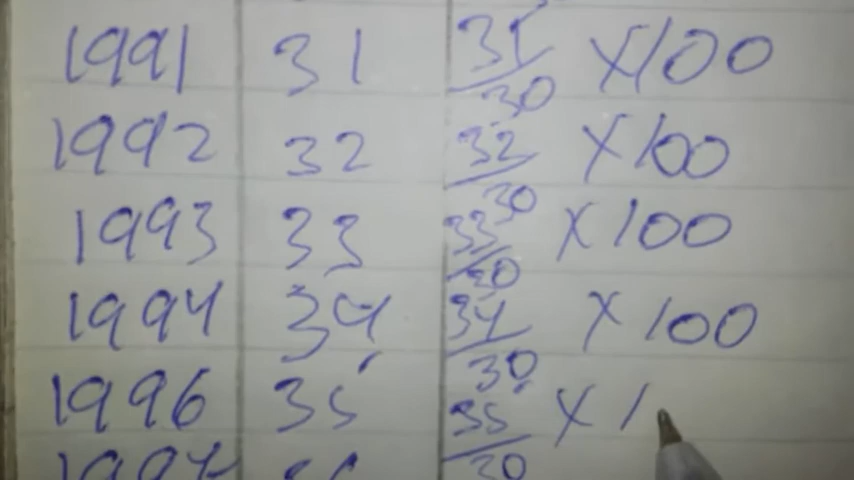 1991 31 31/30 X100
1992 32 32/30 X100
1993 33 33/30 X100
1994 34 34/30 X100
1996 35 35/30 X1